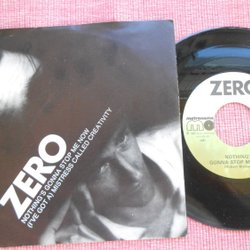 ZERO
NOTHING'S GONNA STOP ME NOW
(I'VE GOT A) MISTRESS CALLED CREATIVITY
ZERO
NOTHING
GONNA STOP ME